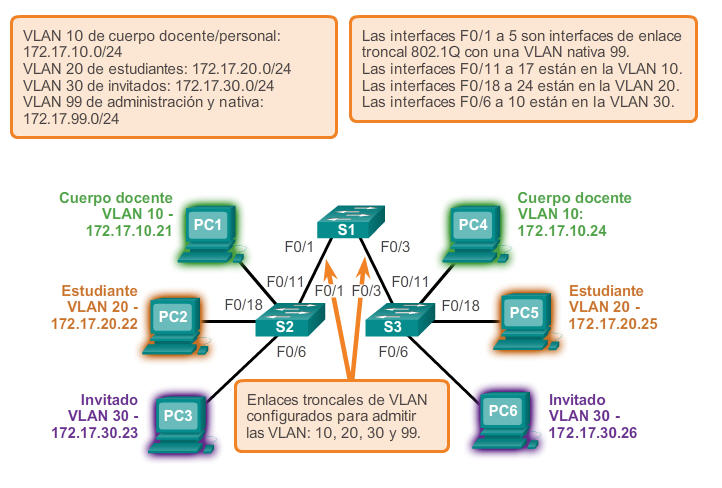 VLAN 10 de cuerpo docente/personal:
172.17.10.0/24
VLAN 20 de estudiantes: 172.17.20.0/24
VLAN 30 de invitados: 172.17.30.0/24
VLAN 99 de administración y nativa:
172.17.99.0/24
Las interfaces F0/1 a 5 son interfaces de enlace
troncal 802.1Q con una VLAN nativa 99.
Las interfaces F0/11 a 17 están en la VLAN 10.
Las interfaces F0/18 a 24 están en la VLAN 20.
Las interfaces F0/6 a 10 están en la VLAN 30.
Cuerpo docente
VLAN 10 -
172.17.10.21
PC1
S1
PC4
Cuerpo docente
VLAN 10:
172.17.10.24
F0/1
F0/3
F0/11
F0/1
F0/3
F0/11
Estudiante
VLAN 20 -
172.17.20.22
PC2
F0/18
S2
S3
F0/18
PC5
Estudiante
VLAN 20 -
172.17.20.25
F0/6
F0/6
Invitado
VLAN 30 -
172.17.30.23
PC3
Enlaces troncales de VLAN
configurados para admitir
las VLAN: 10, 20, 30 y 99.
PC6
Invitado
VLAN 30 -
172.17.30.26